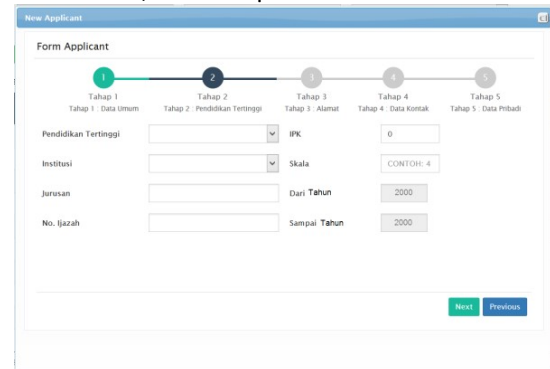 New Applicant
Form Applicant
1 2 3 4 5
Tahap 1 Tahap 2 Tahap 3 Tahap 4 Tahap 5
Tahap 1 : Data Umum Tahap 2 : Pendidikan Tertinggi Tahap 3 : Alamat Tahap 4 : Data Kontak Tahap 5 : Data Pribadi
Pendidikan Tertinggi IPK 0
Institusi Skala CONTOH: 4
Jurusan Dari Tahun 2000
No. Ijazah Sampai Tahun 2000
Next Previous